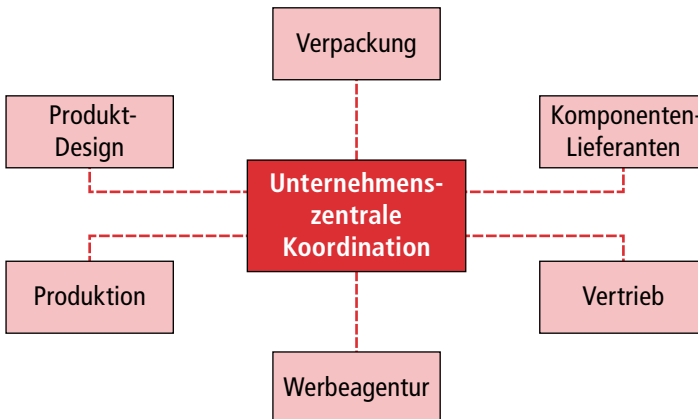 Verpackung
Produkt-
Design
Komponenten-
Lieferanten
Unternehmens-
zentrale
Koordination
Produktion
Vertrieb
Werbeagentur